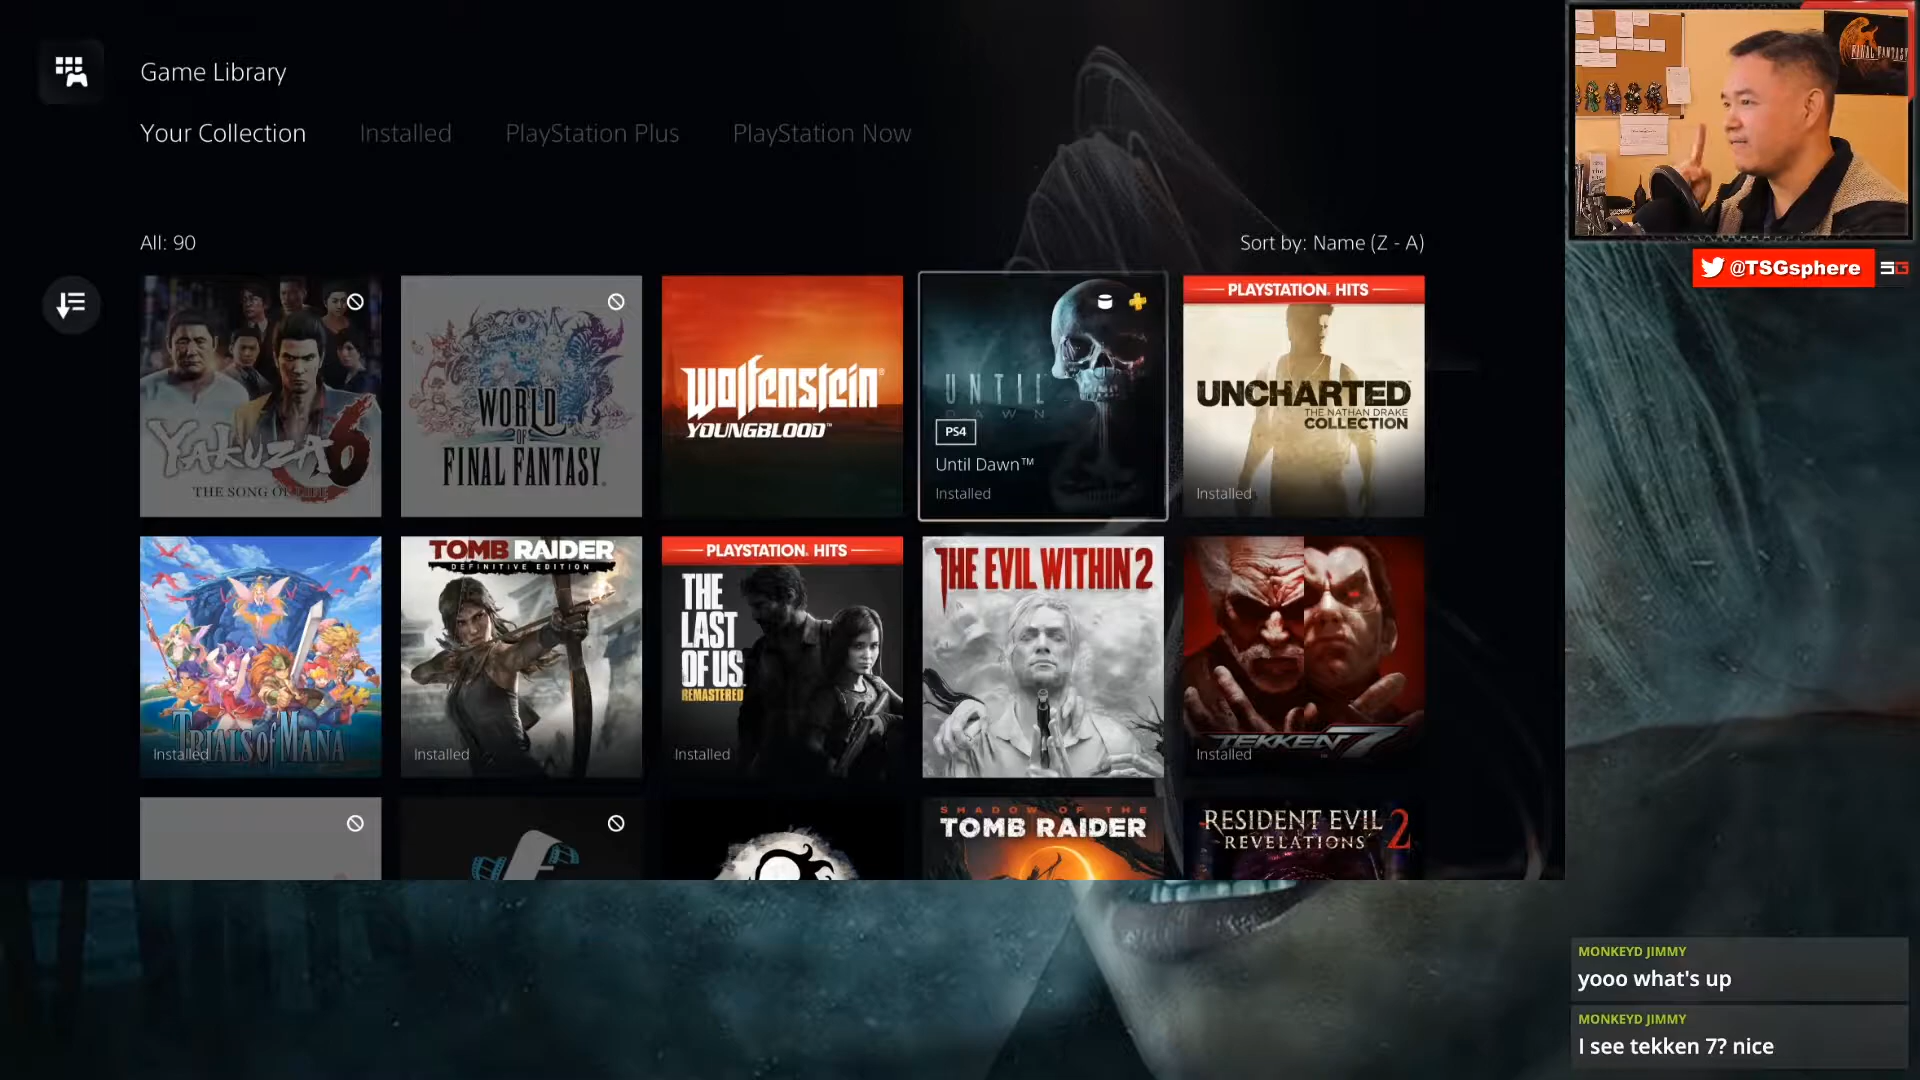 Game Library
Your Collection Installed PlayStation Plus PlayStation Now
All: 90
Sort by: Name (Z - A)
YAKUZA 6
THE SONG OF LIFE
WORLD
OF
FINAL FANTASY
Wolfenstein
YOUNGBLOOD
UNTIL
DAWN
PS4
Until Dawn™
Installed
PLAYSTATION HITS
UNCHARTED
THE NATHAN DRAKE
COLLECTION
Installed
TRIALS of MANA
Installed
TOMB RAIDER
DEFINITIVE EDITION
Installed
PLAYSTATION HITS
THE
LAST
OF US
REMASTERED
Installed
THE EVIL WITHIN 2
TEKKEN 7
Installed
SHADOW OF THE
TOMB RAIDER
RESIDENT EVIL
REVELATIONS 2
FINAL FANTASY
@TSGsphere
SG
MONKEYD JIMMY
yooo what's up
MONKEYD JIMMY
I see tekken 7? nice